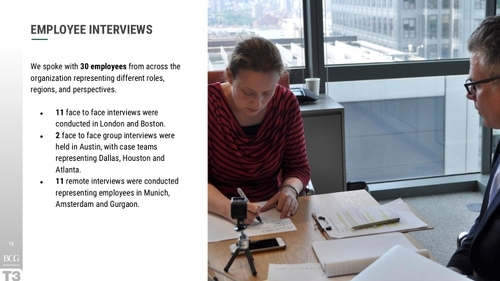 EMPLOYEE INTERVIEWS
We spoke with 30 employees from across the
organization representing different roles,
regions, and perspectives.
• 11 face to face interviews were
conducted in London and Boston.
• 2 face to face group interviews were
held in Austin, with case teams
representing Dallas, Houston and
Atlanta.
• 11 remote interviews were conducted
representing employees in Munich,
Amsterdam and Gurgaon.
BCG
T3